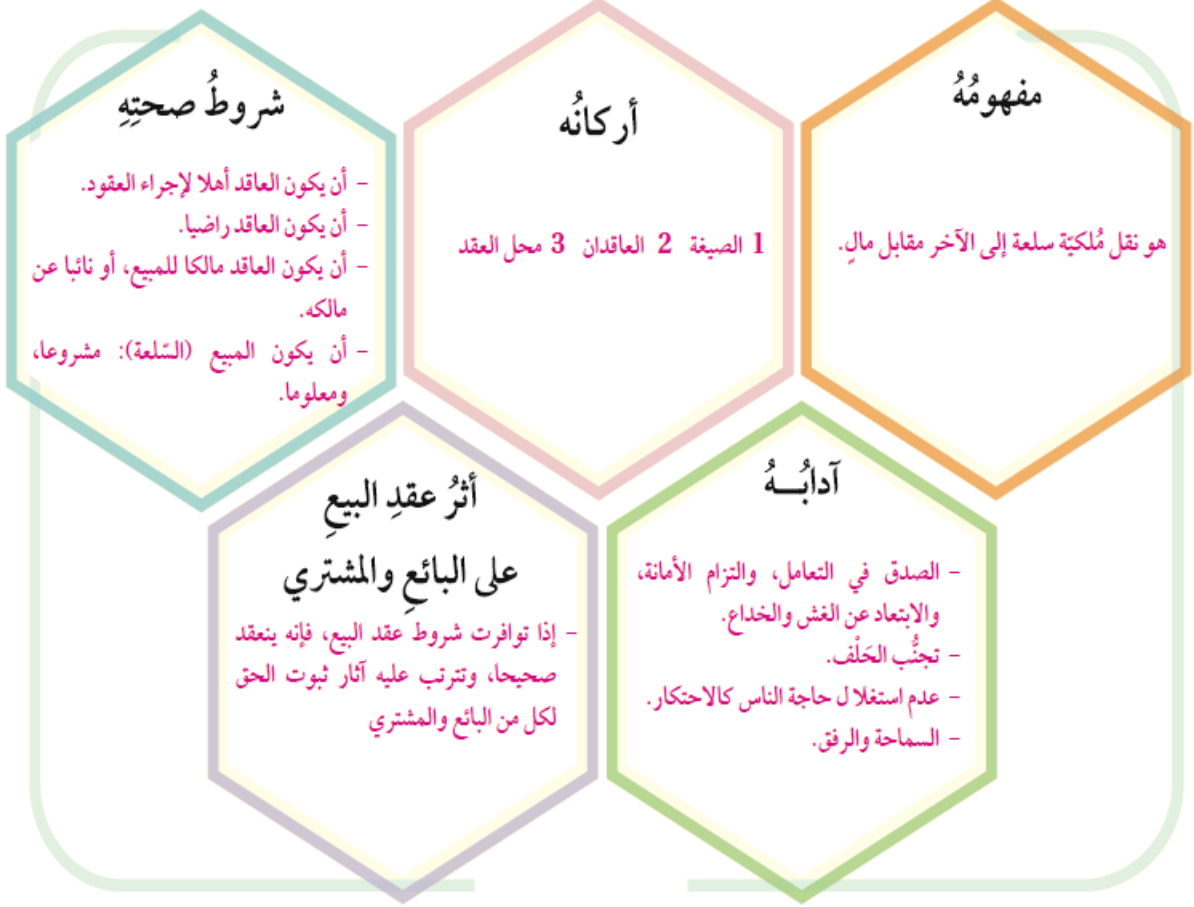 مفهومُهُ
هو نقل مُلكيّة سلعة إلى الآخر مقابل مالٍ.
أركانُه
1 الصيغة 2 العاقدان 3 محل العقد
شروطُ صحتِهِ
- أن يكون العاقد أهلا لإجراء العقود.
- أن يكون العاقد راضيا.
- أن يكون العاقد مالكا للمبيع، أو نائبا عن
مالكه.
- أن يكون المبيع (السّلعة): مشروعا،
ومعلوما.
آدابُــهُ
- الصدق في التعامل، والتزام الأمانة،
والابتعاد عن الغش والخداع.
- تجنُّب الحَلْف.
- عدم استغلال حاجة الناس كالاحتكار.
- السماحة والرفق.
أثرُ عقدِ البيعِ
على البائعِ والمشتري
- إذا توافرت شروط عقد البيع، فإنه ينعقد
صحيحا، وتترتب عليه آثار ثبوت الحق
لكل من البائع والمشتري